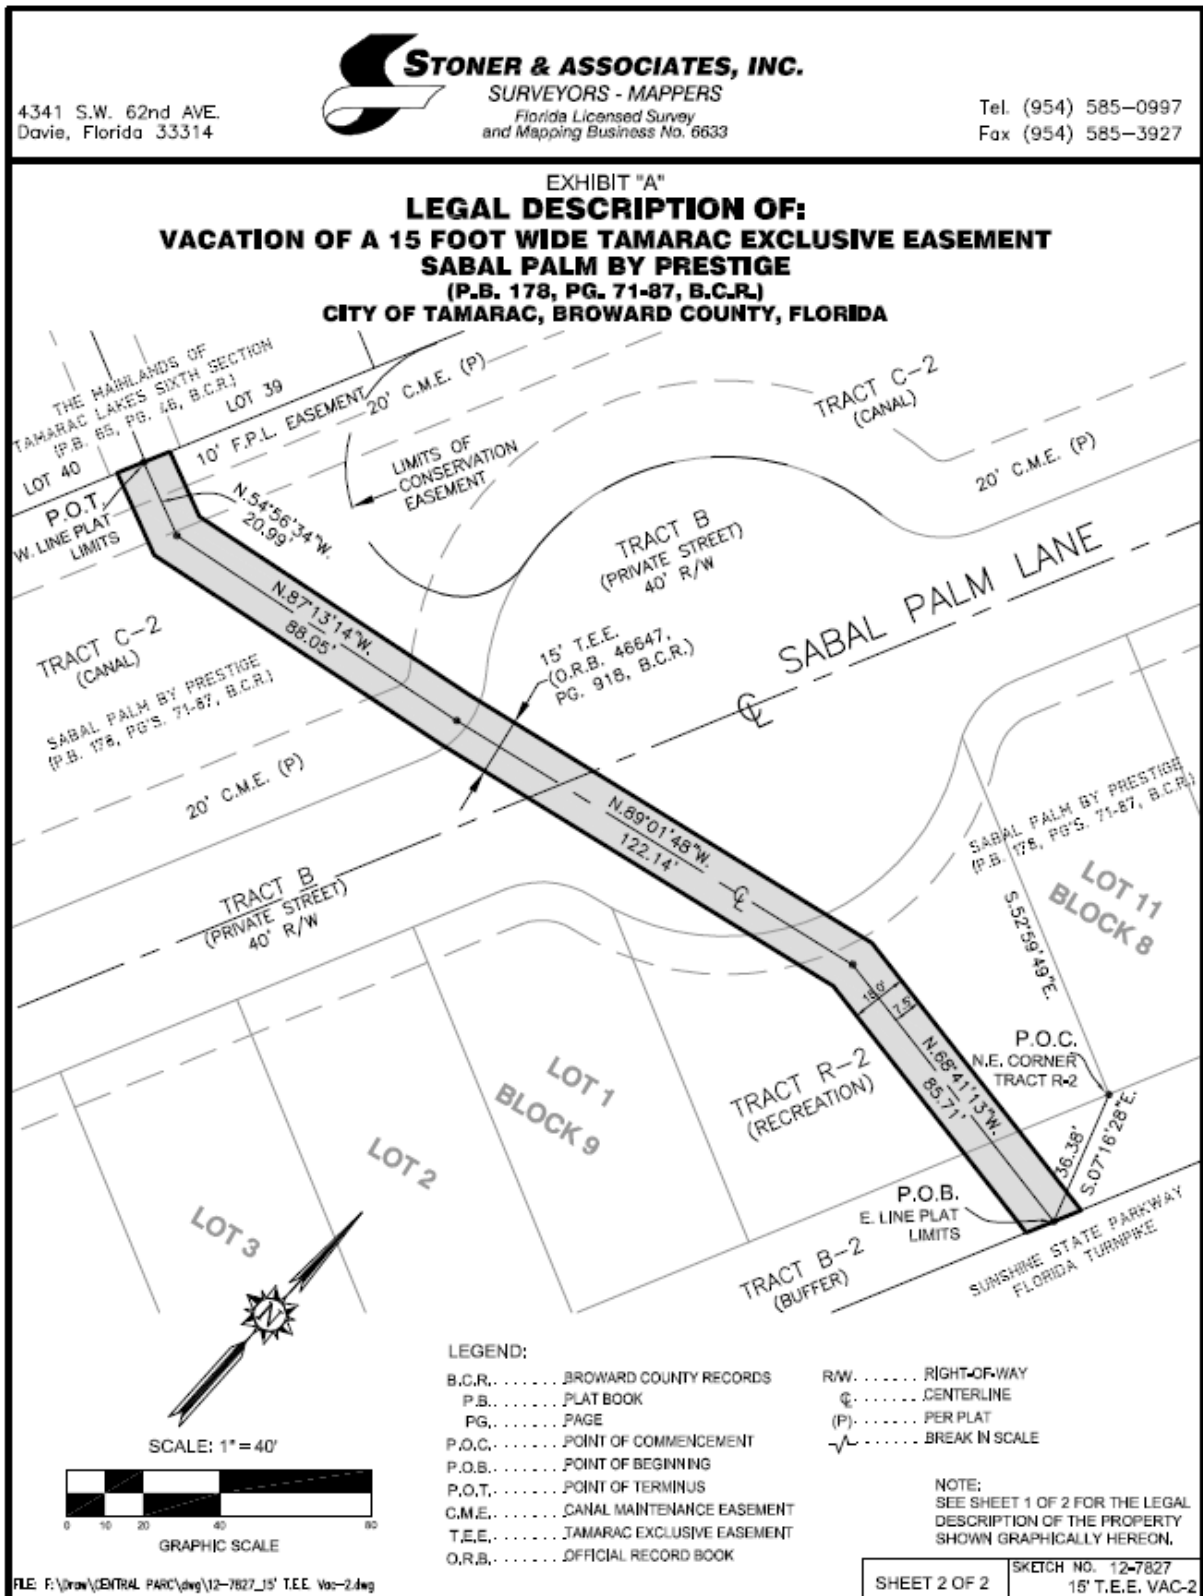 STONER & ASSOCIATES, INC.
SURVEYORS - MAPPERS
Florida Licensed Survey
and Mapping Business No. 6633
4341 S.W. 62nd AVE.
Davie, Florida 33314
Tel. (954) 585-0997
Fax (954) 585-3927
EXHIBIT "A"
LEGAL DESCRIPTION OF:
VACATION OF A 15 FOOT WIDE TAMARAC EXCLUSIVE EASEMENT
SABAL PALM BY PRESTIGE
(P.B. 178, PG. 71-87, B.C.R.)
CITY OF TAMARAC, BROWARD COUNTY, FLORIDA
THE MAINLANDS OF
TAMARAC LAKES SIXTH SECTION
(P.B. 65, PG. 46, B.C.R.)
LOT 39
LOT 40
10' F.P.L. EASEMENT
20' C.M.E. (P)
LIMITS OF
CONSERVATION
EASEMENT
TRACT C-2
(CANAL)
20' C.M.E. (P)
P.O.T.
W. LINE PLAT
LIMITS
N.54°56'34"W.
20.99'
TRACT B
(PRIVATE STREET)
40' R/W
SABAL PALM LANE
℄
N.87°13'14"W.
88.05'
15' T.E.E.
(O.R.B. 46647,
PG. 918, B.C.R.)
TRACT C-2
(CANAL)
SABAL PALM BY PRESTIGE
(P.B. 178, PG'S. 71-87, B.C.R.)
20' C.M.E. (P)
N.89°01'48"W.
122.14'
℄
SABAL PALM BY PRESTIGE
(P.B. 178, PG'S. 71-87, B.C.R.)
LOT 11
BLOCK 8
S.52°59'49"E.
TRACT B
(PRIVATE STREET)
40' R/W
15.0'
7.5'
N.68°41'13"W.
85.71'
P.O.C.
N.E. CORNER
TRACT R-2
36.38'
S.07°16'28"E.
TRACT R-2
(RECREATION)
LOT 1
BLOCK 9
LOT 2
LOT 3
P.O.B.
E. LINE PLAT
LIMITS
TRACT B-2
(BUFFER)
SUNSHINE STATE PARKWAY
FLORIDA TURNPIKE
N
SCALE: 1" = 40'
0 10 20 40 80
GRAPHIC SCALE
LEGEND:
B.C.R. ........ BROWARD COUNTY RECORDS
P.B. ........ PLAT BOOK
PG. ........ PAGE
P.O.C. ........ POINT OF COMMENCEMENT
P.O.B. ........ POINT OF BEGINNING
P.O.T. ........ POINT OF TERMINUS
C.M.E. ........ CANAL MAINTENANCE EASEMENT
T.E.E. ........ TAMARAC EXCLUSIVE EASEMENT
O.R.B. ........ OFFICIAL RECORD BOOK
R/W ........ RIGHT-OF-WAY
℄ ........ CENTERLINE
(P) ........ PER PLAT
........ BREAK IN SCALE
NOTE:
SEE SHEET 1 OF 2 FOR THE LEGAL
DESCRIPTION OF THE PROPERTY
SHOWN GRAPHICALLY HEREON.
FILE: F:\Draw\CENTRAL PARC\dwg\12-7827_15' T.E.E. Vac-2.dwg
SHEET 2 OF 2
SKETCH NO. 12-7827
15' T.E.E. VAC-2